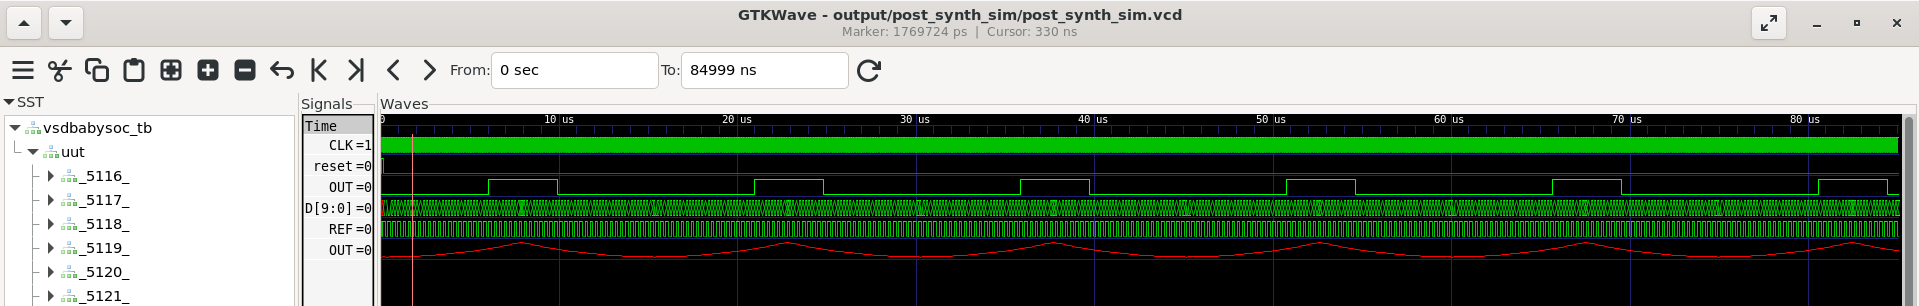 GTKWave - output/post_synth_sim/post_synth_sim.vcd
Marker: 1769724 ps | Cursor: 330 ns
From: 0 sec To: 84999 ns
SST
vsdbabysoc_tb
uut
_5116_
_5117_
_5118_
_5119_
_5120_
_5121_
Signals
Time
CLK=1
reset=0
OUT=0
D[9:0]=0
REF=0
OUT=0
Waves
0 10 us 20 us 30 us 40 us 50 us 60 us 70 us 80 us